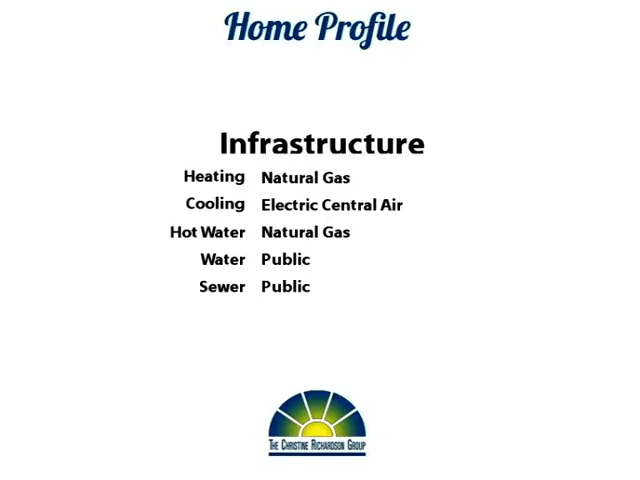 Home Profile
Infrastructure
Heating Natural Gas
Cooling Electric Central Air
Hot Water Natural Gas
Water Public
Sewer Public
The Christine Richardson Group